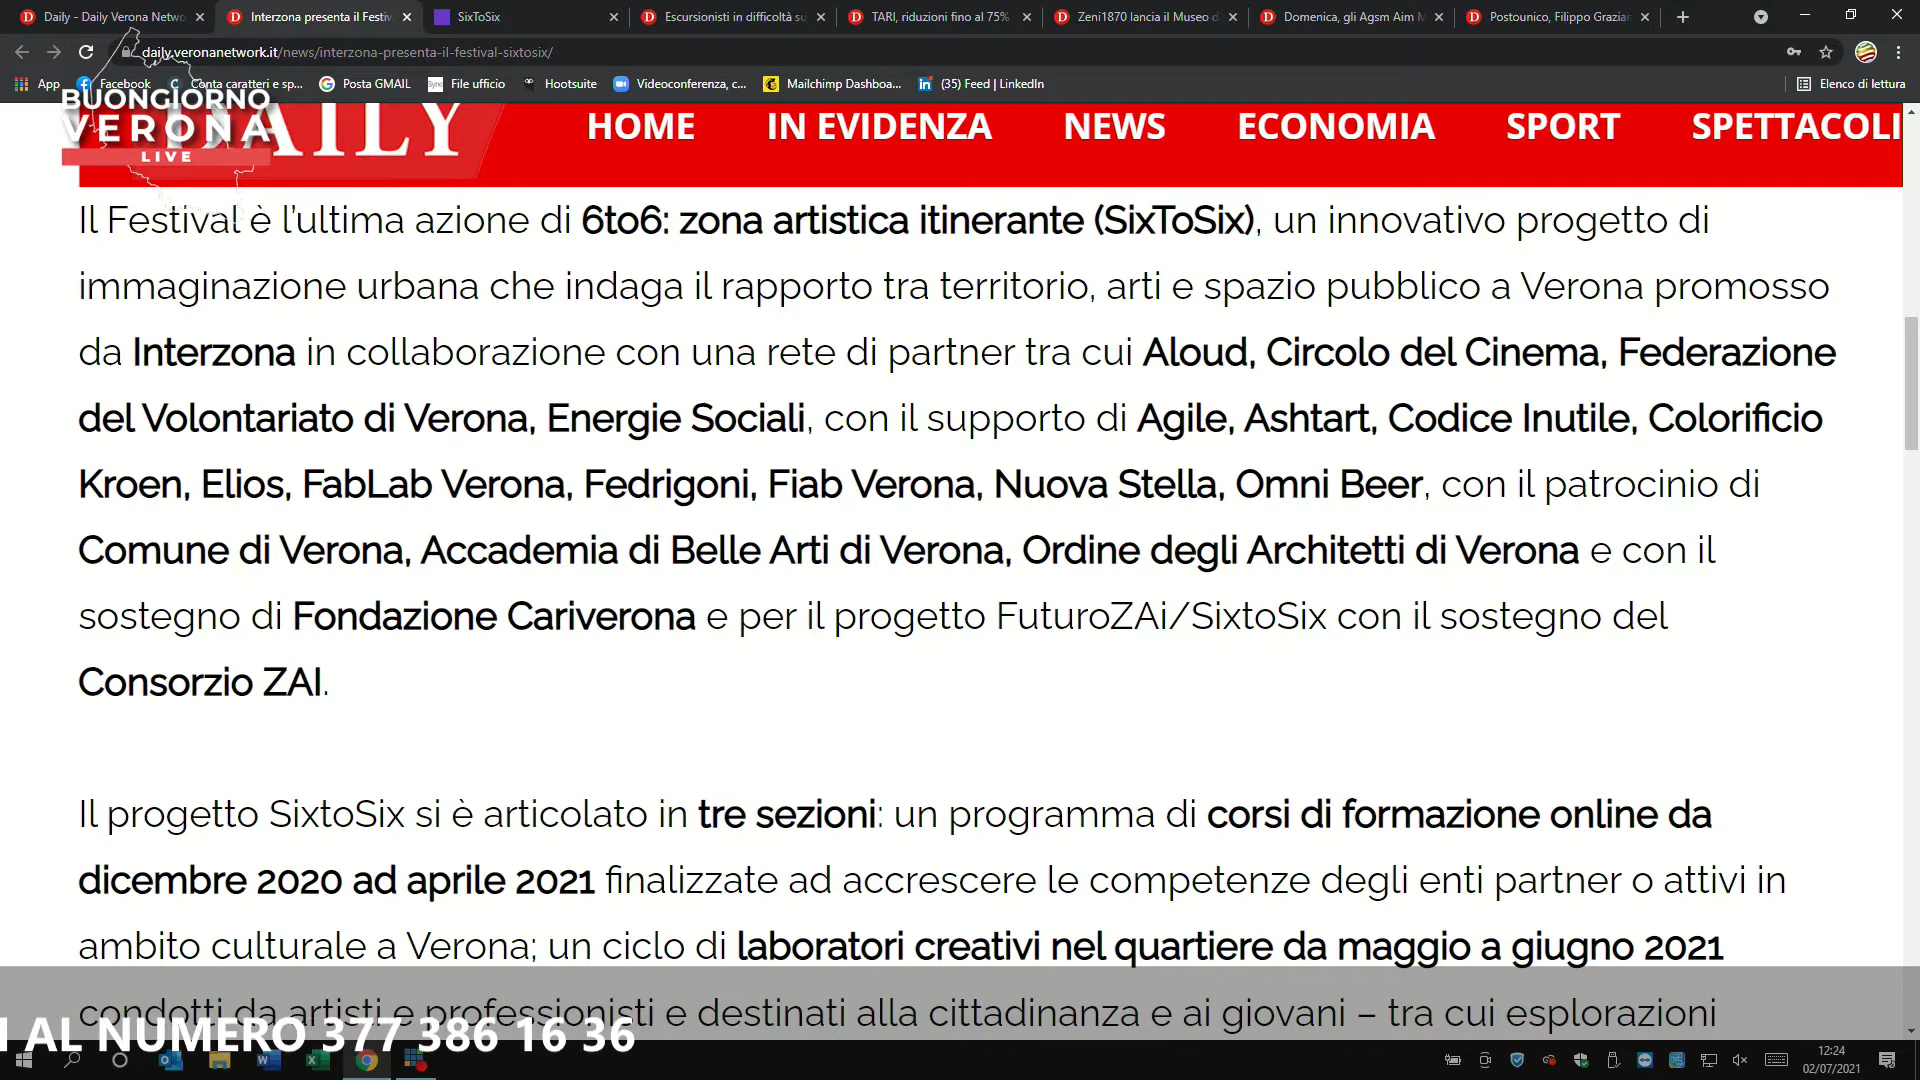 Daily - Daily Verona Netwo
Interzona presenta il Festiv
SixToSix
Escursionisti in difficoltà su
TARI, riduzioni fino al 75%
Zeni1870 lancia il Museo d
Domenica, gli Agsm Aim M
Postounico, Filippo Grazian
daily.veronanetwork.it/news/interzona-presenta-il-festival-sixtosix/
App
Facebook
Conta caratteri e sp...
Posta GMAIL
File ufficio
Hootsuite
Videoconferenza, c...
Mailchimp Dashboa...
(35) Feed | LinkedIn
Elenco di lettura
BUONGIORNO
VERONA
LIVE
DAILY
HOME
IN EVIDENZA
NEWS
ECONOMIA
SPORT
SPETTACOLI
Il Festival è l'ultima azione di 6to6: zona artistica itinerante (SixToSix), un innovativo progetto di
immaginazione urbana che indaga il rapporto tra territorio, arti e spazio pubblico a Verona promosso
da Interzona in collaborazione con una rete di partner tra cui Aloud, Circolo del Cinema, Federazione
del Volontariato di Verona, Energie Sociali, con il supporto di Agile, Ashtart, Codice Inutile, Colorificio
Kroen, Elios, FabLab Verona, Fedrigoni, Fiab Verona, Nuova Stella, Omni Beer, con il patrocinio di
Comune di Verona, Accademia di Belle Arti di Verona, Ordine degli Architetti di Verona e con il
sostegno di Fondazione Cariverona e per il progetto FuturoZAi/SixtoSix con il sostegno del
Consorzio ZAI.
Il progetto SixtoSix si è articolato in tre sezioni: un programma di corsi di formazione online da
dicembre 2020 ad aprile 2021 finalizzate ad accrescere le competenze degli enti partner o attivi in
ambito culturale a Verona; un ciclo di laboratori creativi nel quartiere da maggio a giugno 2021
condotti da artisti e professionisti e destinati alla cittadinanza e ai giovani – tra cui esplorazioni
I AL NUMERO 377 386 16 36
12:24
02/07/2021